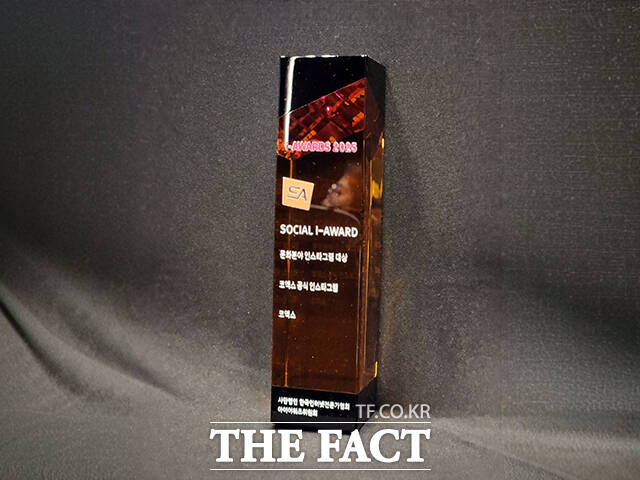 i-AWARDS 2025
SA
SOCIAL I-AWARD
문화분야 인스타그램 대상
코엑스 공식 인스타그램
코엑스
사단법인 한국인터넷전문가협회
아이어워즈위원회
TF.CO.KR
THE FACT